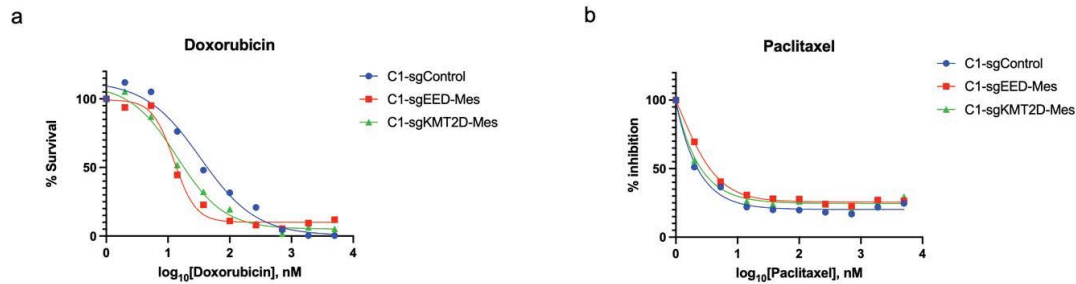 a
Doxorubicin
% Survival
100
50
0
0
1
2
3
4
log10[Doxorubicin], nM
C1-sgControl
C1-sgEED-Mes
C1-sgKMT2D-Mes
b
Paclitaxel
% inhibition
100
50
0
0
1
2
3
4
log10[Paclitaxel], nM
C1-sgControl
C1-sgEED-Mes
C1-sgKMT2D-Mes